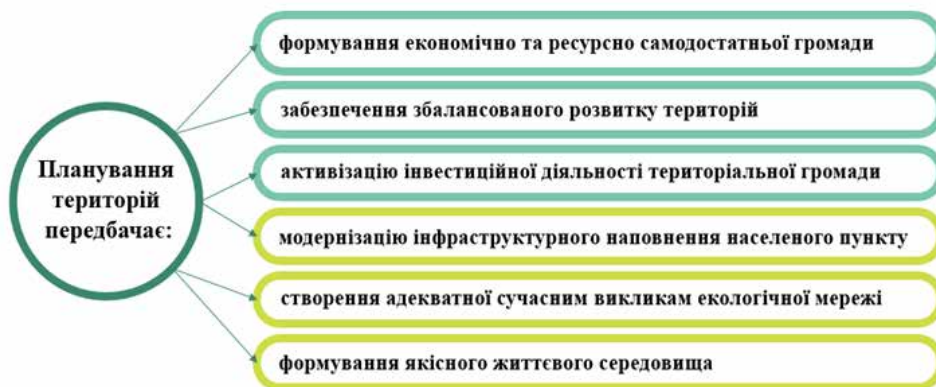 Планування
територій
передбачає:
формування економічно та ресурсно самодостатньої громади
забезпечення збалансованого розвитку територій
активізацію інвестиційної діяльності територіальної громади
модернізацію інфраструктурного наповнення населеного пункту
створення адекватної сучасним викликам екологічної мережі
формування якісного життєвого середовища